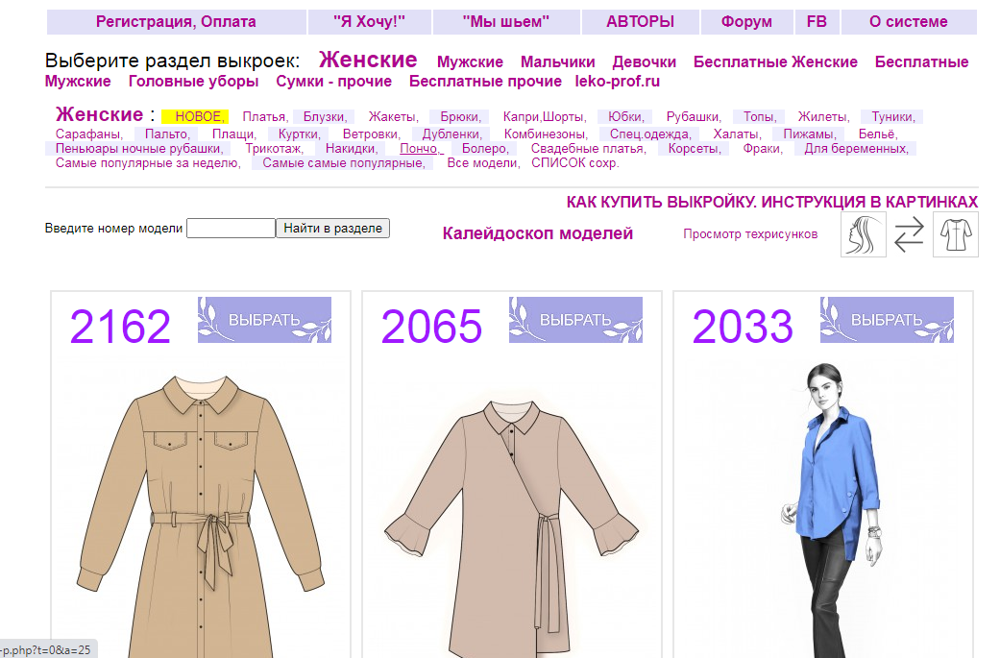 Регистрация, Оплата "Я Хочу!" "Мы шьем" АВТОРЫ Форум FB О системе
Выберите раздел выкроек: Женские Мужские Мальчики Девочки Бесплатные Женские Бесплатные
Мужские Головные уборы Сумки - прочие Бесплатные прочие leko-prof.ru
Женские : НОВОЕ, Платья, Блузки, Жакеты, Брюки, Капри,Шорты, Юбки, Рубашки, Топы, Жилеты, Туники,
Сарафаны, Пальто, Плащи, Куртки, Ветровки, Дубленки, Комбинезоны, Спец.одежда, Халаты, Пижамы, Бельё,
Пеньюары ночные рубашки, Трикотаж, Накидки, Пончо, Болеро, Свадебные платья, Корсеты, Фраки, Для беременных,
Самые популярные за неделю, Самые самые популярные, Все модели, СПИСОК сохр.
КАК КУПИТЬ ВЫКРОЙКУ. ИНСТРУКЦИЯ В КАРТИНКАХ
Введите номер модели Найти в разделе Калейдоскоп моделей Просмотр техрисунков
2162 ВЫБРАТЬ 2065 ВЫБРАТЬ 2033 ВЫБРАТЬ
-p.php?t=0&a=25